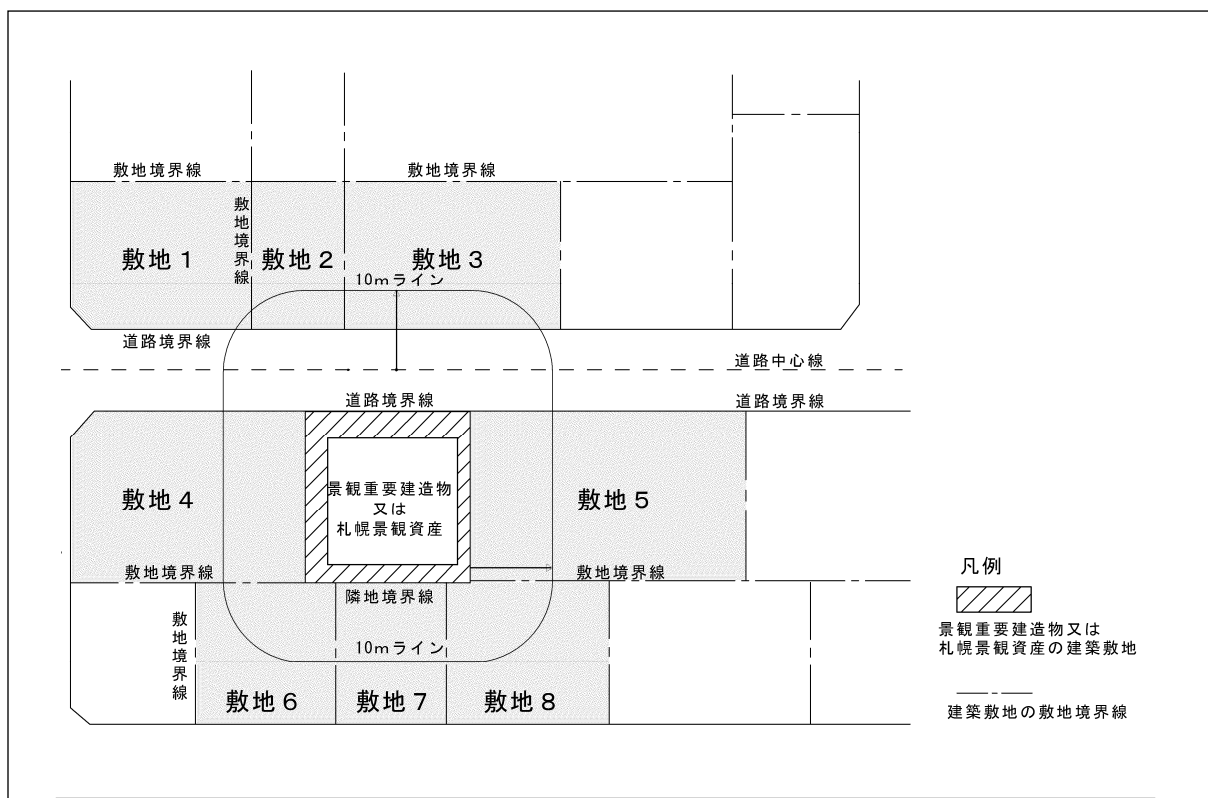 敷地境界線
敷地境界線
敷地境界線
敷地1
敷地2
敷地3
10mライン
道路境界線
道路中心線
道路境界線
道路境界線
敷地4
景観重要建造物
又は
札幌景観資産
敷地5
敷地境界線
敷地境界線
隣地境界線
敷地境界線
10mライン
敷地6
敷地7
敷地8
凡例
景観重要建造物又は
札幌景観資産の建築敷地
建築敷地の敷地境界線